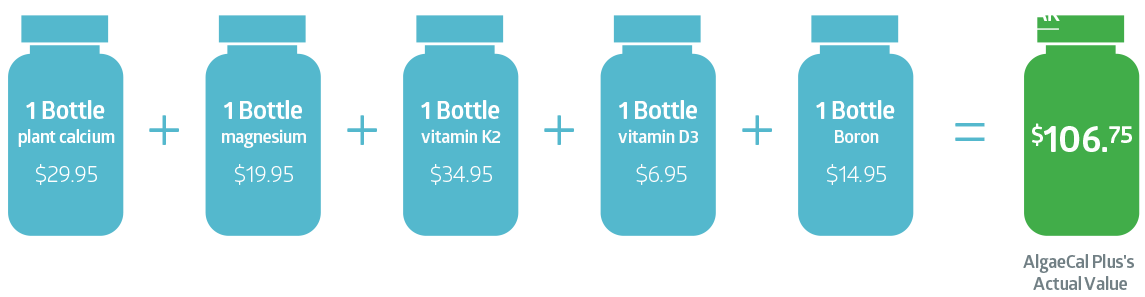 1 Bottle
plant calcium
$29.95
+
1 Bottle
magnesium
$19.95
+
1 Bottle
vitamin K2
$34.95
+
1 Bottle
vitamin D3
$6.95
+
1 Bottle
Boron
$14.95
=
$106.75
AlgaeCal Plus's
Actual Value